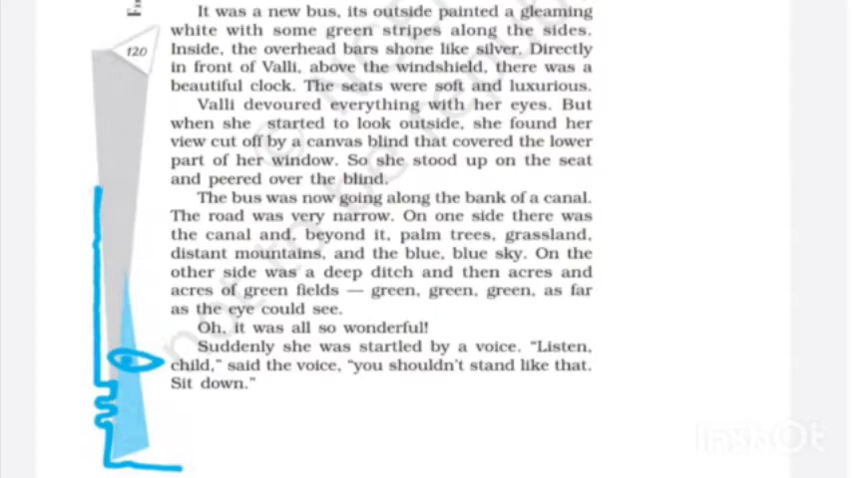 Fi
120
It was a new bus, its outside painted a gleaming
white with some green stripes along the sides.
Inside, the overhead bars shone like silver. Directly
in front of Valli, above the windshield, there was a
beautiful clock. The seats were soft and luxurious.
Valli devoured everything with her eyes. But
when she started to look outside, she found her
view cut off by a canvas blind that covered the lower
part of her window. So she stood up on the seat
and peered over the blind.
The bus was now going along the bank of a canal.
The road was very narrow. On one side there was
the canal and, beyond it, palm trees, grassland,
distant mountains, and the blue, blue sky. On the
other side was a deep ditch and then acres and
acres of green fields — green, green, green, as far
as the eye could see.
Oh, it was all so wonderful!
Suddenly she was startled by a voice. “Listen,
child,” said the voice, “you shouldn’t stand like that.
Sit down.”
not to be republ
© NC
InShOt